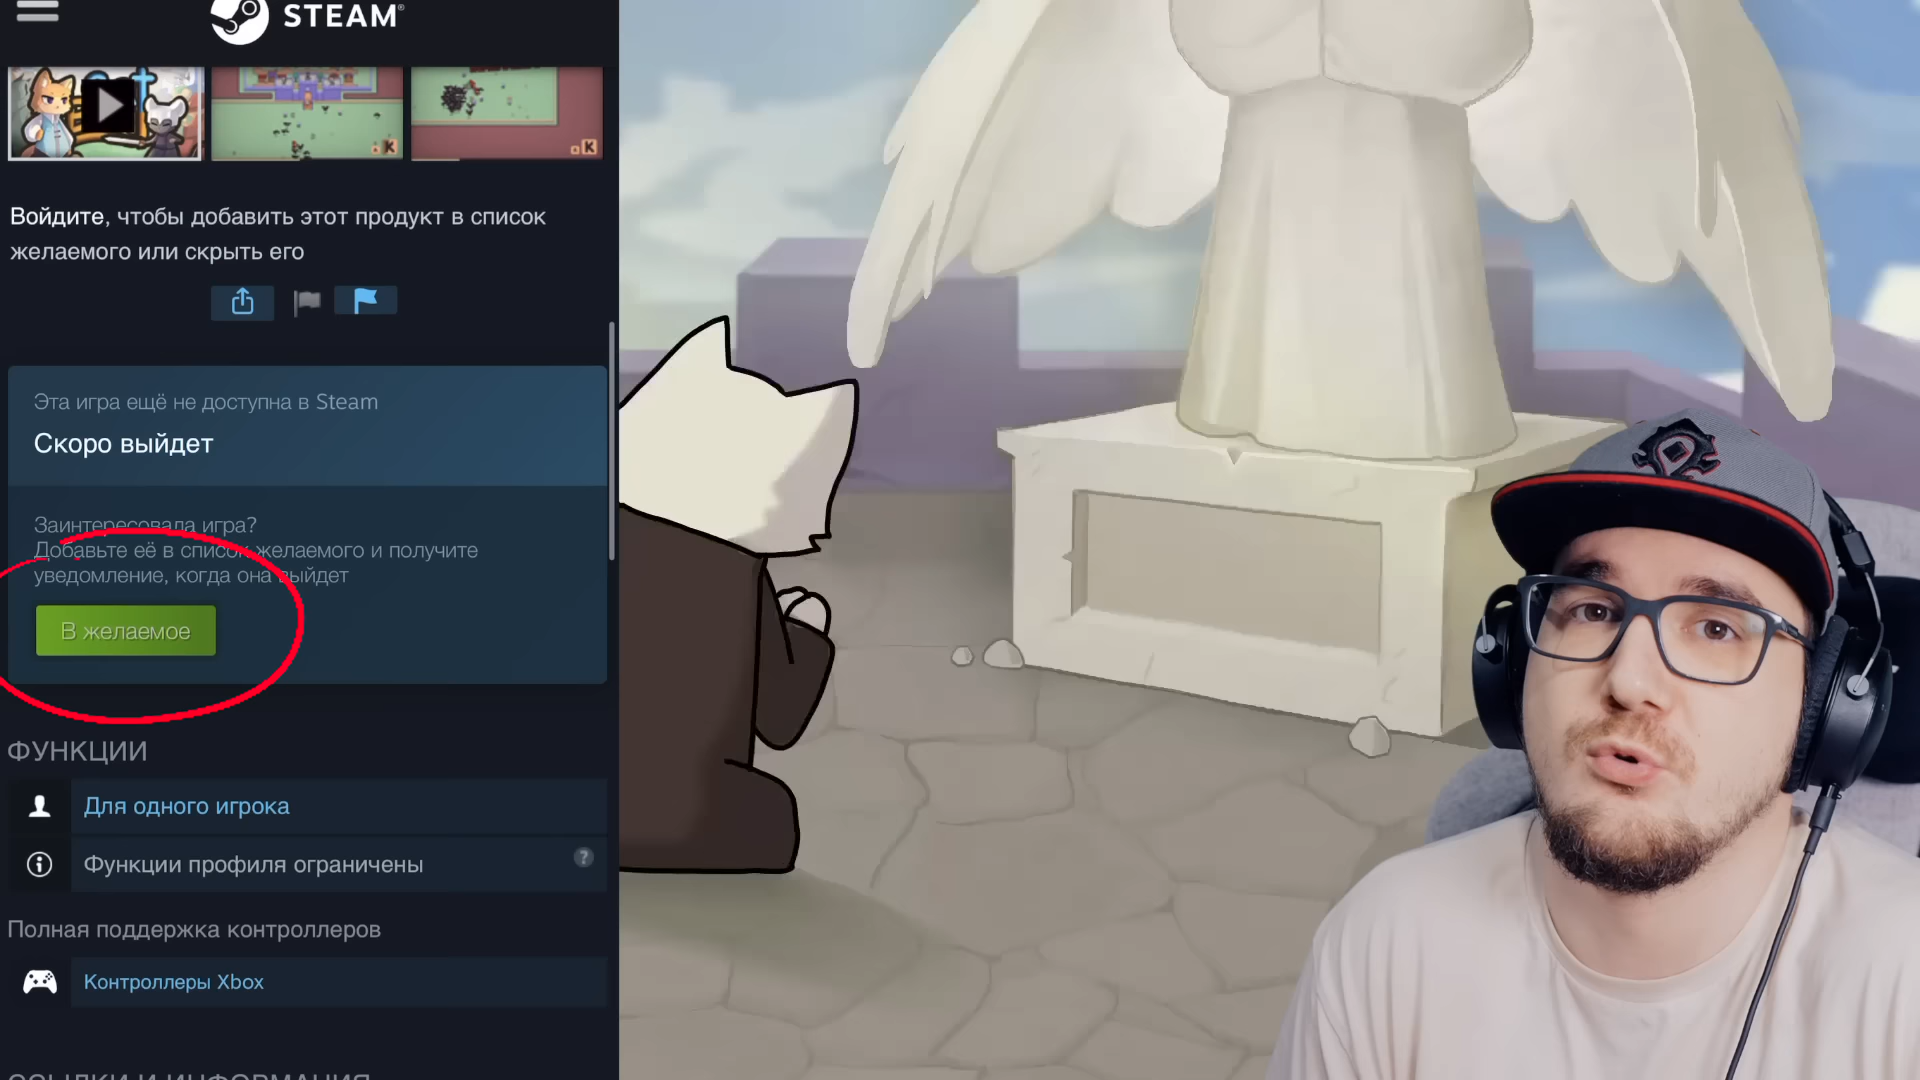 STEAM
Войдите, чтобы добавить этот продукт в список
желаемого или скрыть его
Эта игра ещё не доступна в Steam
Скоро выйдет
Заинтересовала игра?
Добавьте её в список желаемого и получите
уведомление, когда она выйдет
В желаемое
ФУНКЦИИ
Для одного игрока
Функции профиля ограничены
?
Полная поддержка контроллеров
Контроллеры Xbox
ССЫЛКИ И ИНФОРМАЦИЯ